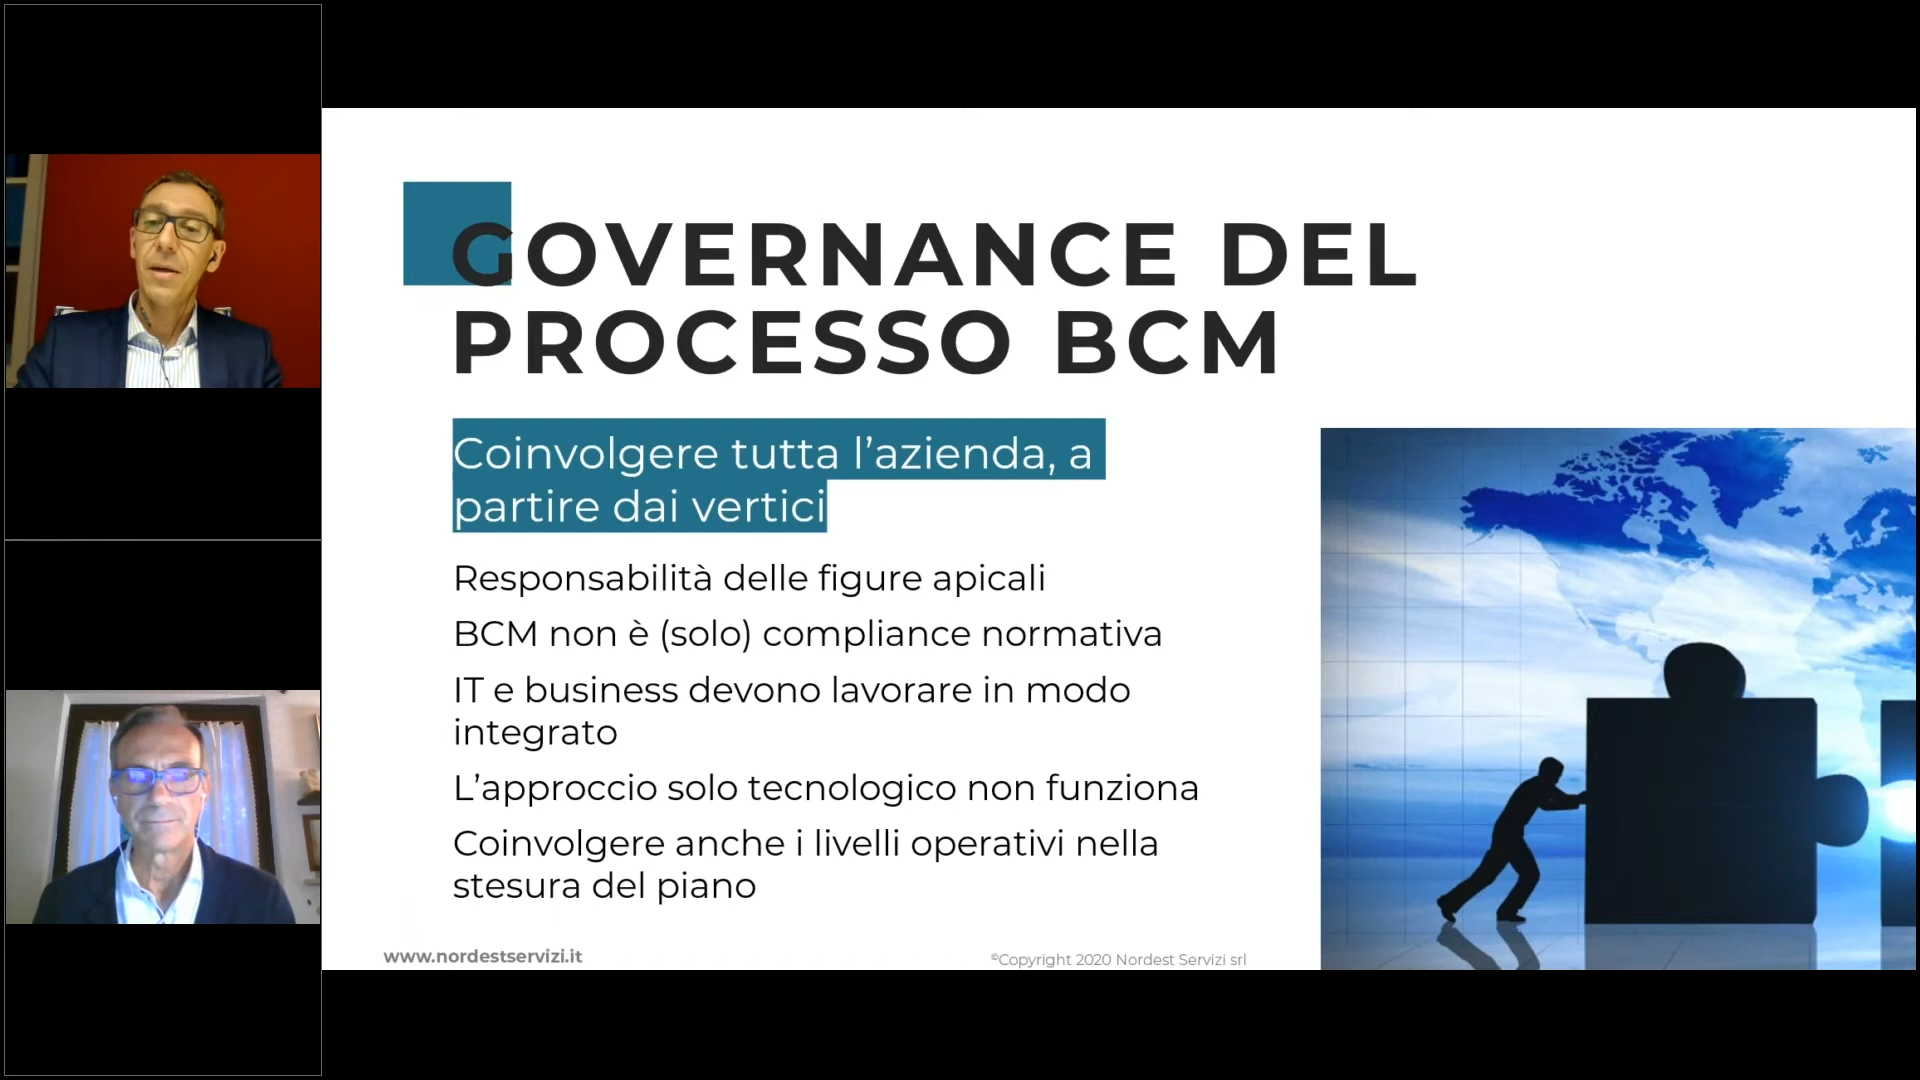 GOVERNANCE DEL
PROCESSO BCM
Coinvolgere tutta l’azienda, a
partire dai vertici
Responsabilità delle figure apicali
BCM non è (solo) compliance normativa
IT e business devono lavorare in modo
integrato
L’approccio solo tecnologico non funziona
Coinvolgere anche i livelli operativi nella
stesura del piano
www.nordestservizi.it
©Copyright 2020 Nordest Servizi srl